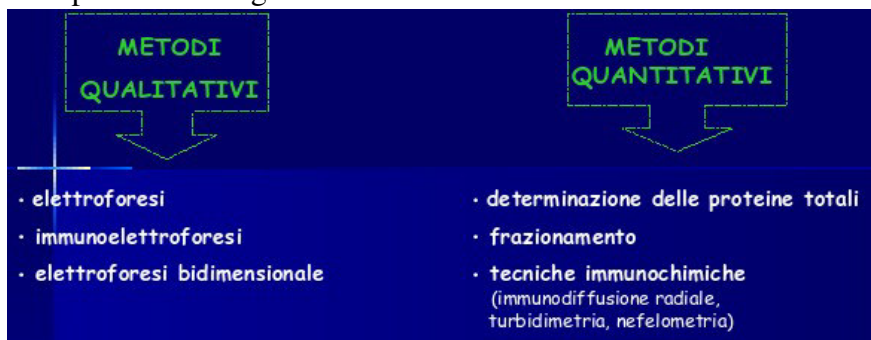 METODI
QUALITATIVI
• elettroforesi
• immunoelettroforesi
• elettroforesi bidimensionale
METODI
QUANTITATIVI
• determinazione delle proteine totali
• frazionamento
• tecniche immunochimiche
(immunodiffusione radiale,
turbidimetria, nefelometria)